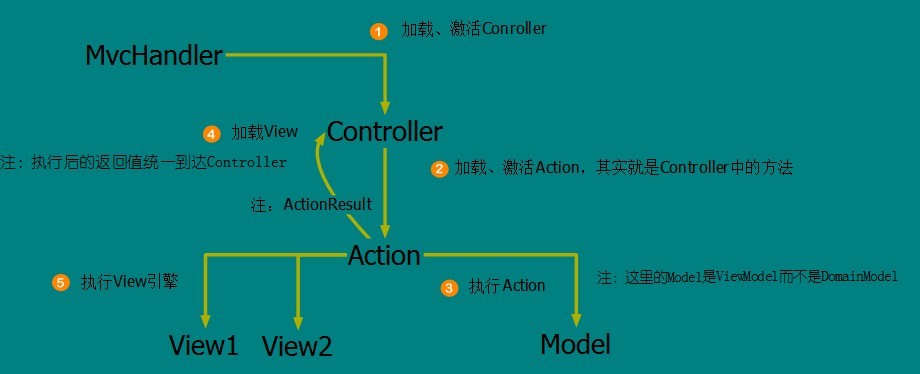 1 加载、激活Conroller
MvcHandler
4 加载View
Controller
注：执行后的返回值统一到达Controller
2 加载、激活Action，其实就是Controller中的方法
注：ActionResult
Action
5 执行View引擎
3 执行Action
注：这里的Model是ViewModel而不是DomainModel
View1
View2
Model